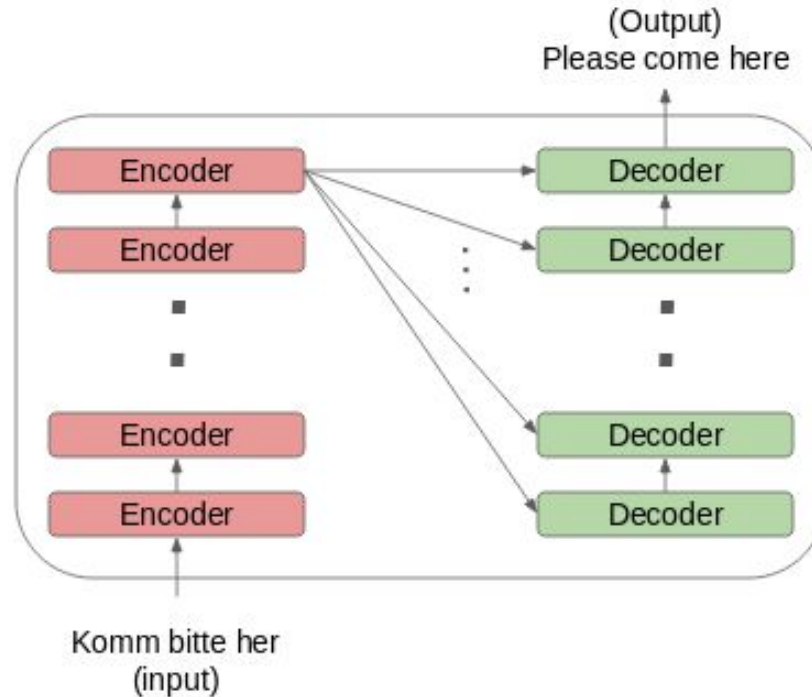 (Output)
Please come here
Encoder
Decoder
Encoder
Decoder
Encoder
Decoder
Encoder
Decoder
Komm bitte her
(input)